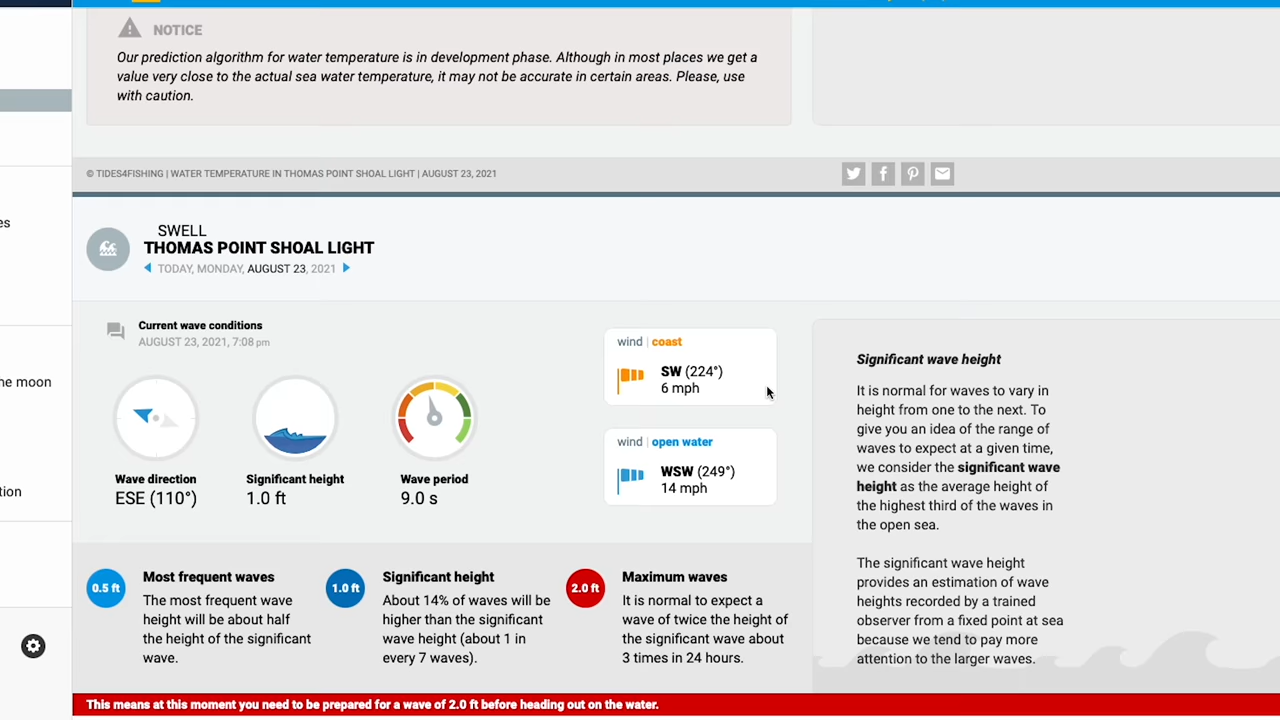 NOTICE
Our prediction algorithm for water temperature is in development phase. Although in most places we get a
value very close to the actual sea water temperature, it may not be accurate in certain areas. Please, use
with caution.
© TIDES4FISHING | WATER TEMPERATURE IN THOMAS POINT SHOAL LIGHT | AUGUST 23, 2021
es
he moon
tion
SWELL
THOMAS POINT SHOAL LIGHT
TODAY, MONDAY, AUGUST 23, 2021
Current wave conditions
AUGUST 23, 2021, 7:08 pm
Wave direction
ESE (110°)
Significant height
1.0 ft
Wave period
9.0 s
wind | coast
SW (224°)
6 mph
wind | open water
WSW (249°)
14 mph
0.5 ft
Most frequent waves
The most frequent wave
height will be about half
the height of the significant
wave.
1.0 ft
Significant height
About 14% of waves will be
higher than the significant
wave height (about 1 in
every 7 waves).
2.0 ft
Maximum waves
It is normal to expect a
wave of twice the height of
the significant wave about
3 times in 24 hours.
Significant wave height
It is normal for waves to vary in
height from one to the next. To
give you an idea of the range of
waves to expect at a given time,
we consider the significant wave
height as the average height of
the highest third of the waves in
the open sea.
The significant wave height
provides an estimation of wave
heights recorded by a trained
observer from a fixed point at sea
because we tend to pay more
attention to the larger waves.
This means at this moment you need to be prepared for a wave of 2.0 ft before heading out on the water.